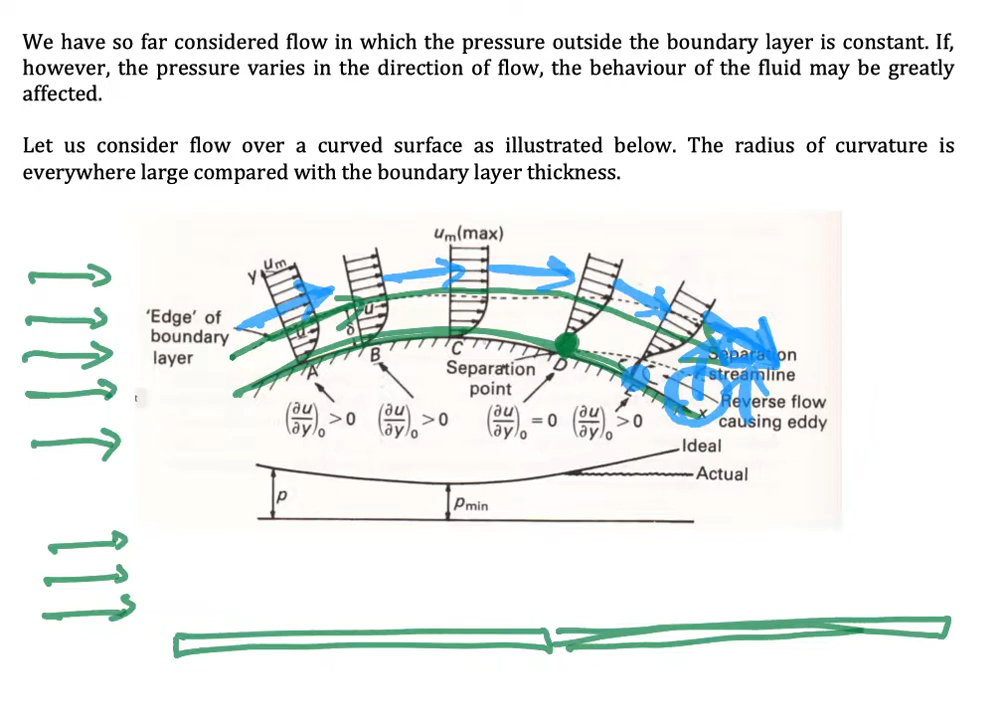 We have so far considered flow in which the pressure outside the boundary layer is constant. If,
however, the pressure varies in the direction of flow, the behaviour of the fluid may be greatly
affected.
Let us consider flow over a curved surface as illustrated below. The radius of curvature is
everywhere large compared with the boundary layer thickness.
um(max)
y
um
'Edge' of
boundary
layer
u
u
δ
A
B
C
Separation
point
D
E
Separation
streamline
Reverse flow
causing eddy
x
(∂u/∂y)₀ >0
(∂u/∂y)₀ >0
(∂u/∂y)₀ =0
(∂u/∂y)₀ >0
Ideal
Actual
p
pmin